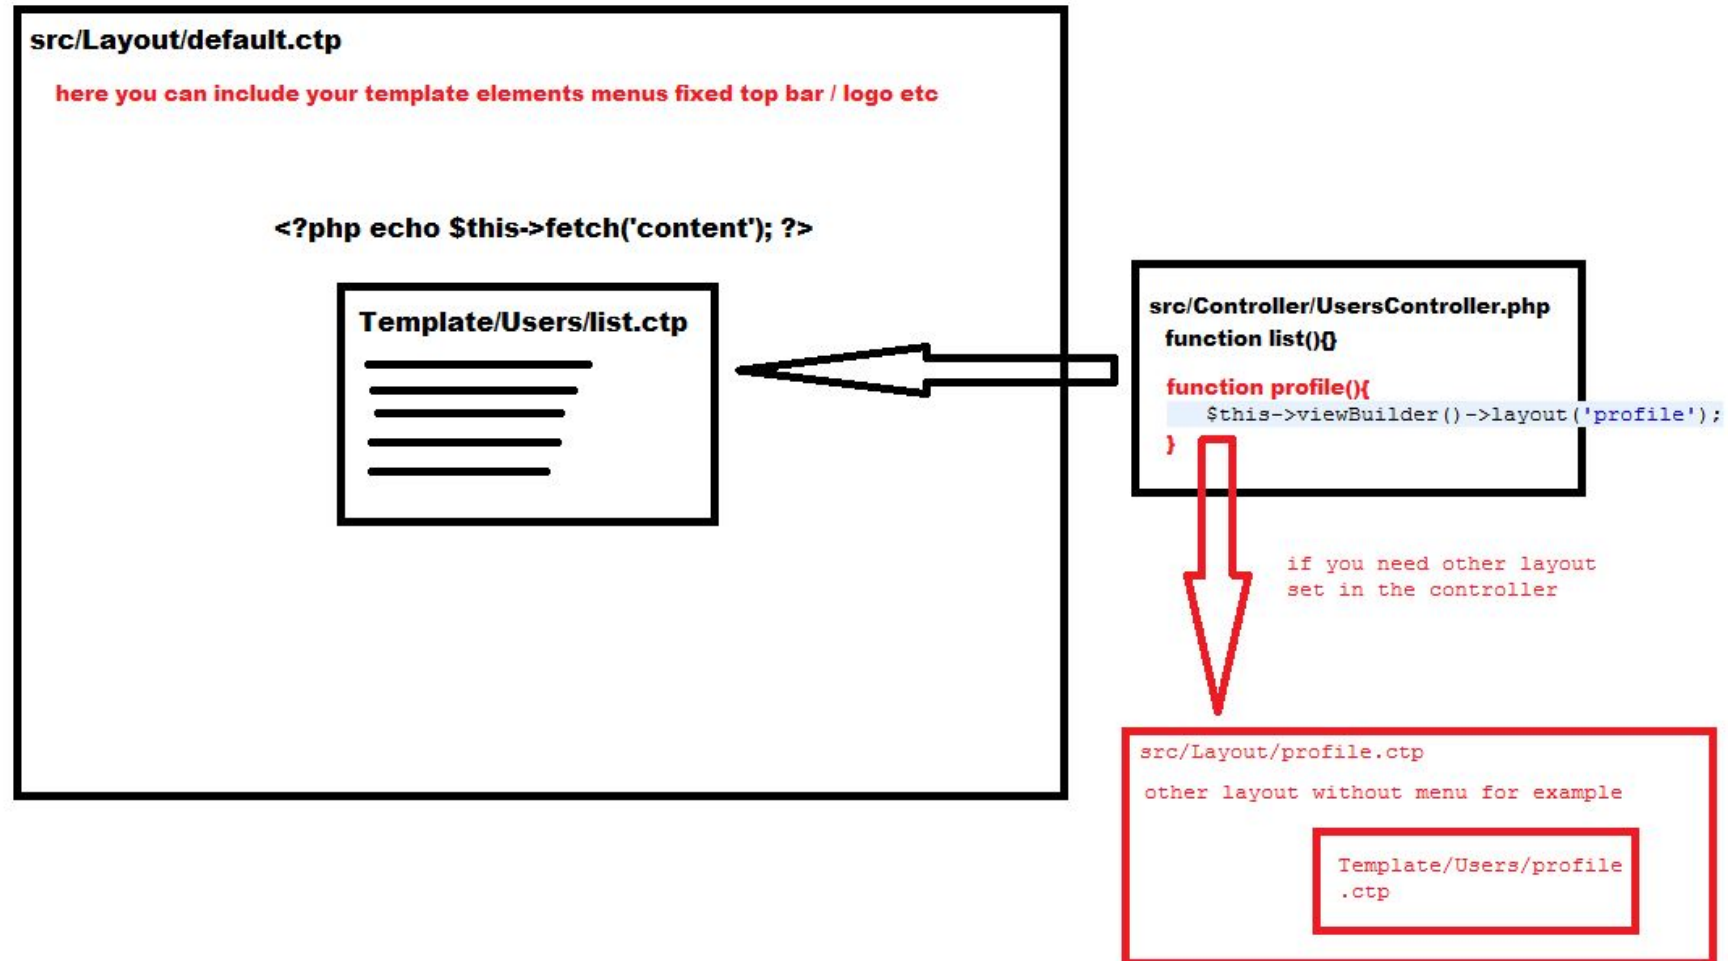 src/Layout/default.ctp
here you can include your template elements menus fixed top bar / logo etc
<?php echo $this->fetch('content'); ?>
Template/Users/list.ctp
src/Controller/UsersController.php
function list(){}
function profile(){
$this->viewBuilder()->layout('profile');
}
if you need other layout
set in the controller
src/Layout/profile.ctp
other layout without menu for example
Template/Users/profile
.ctp